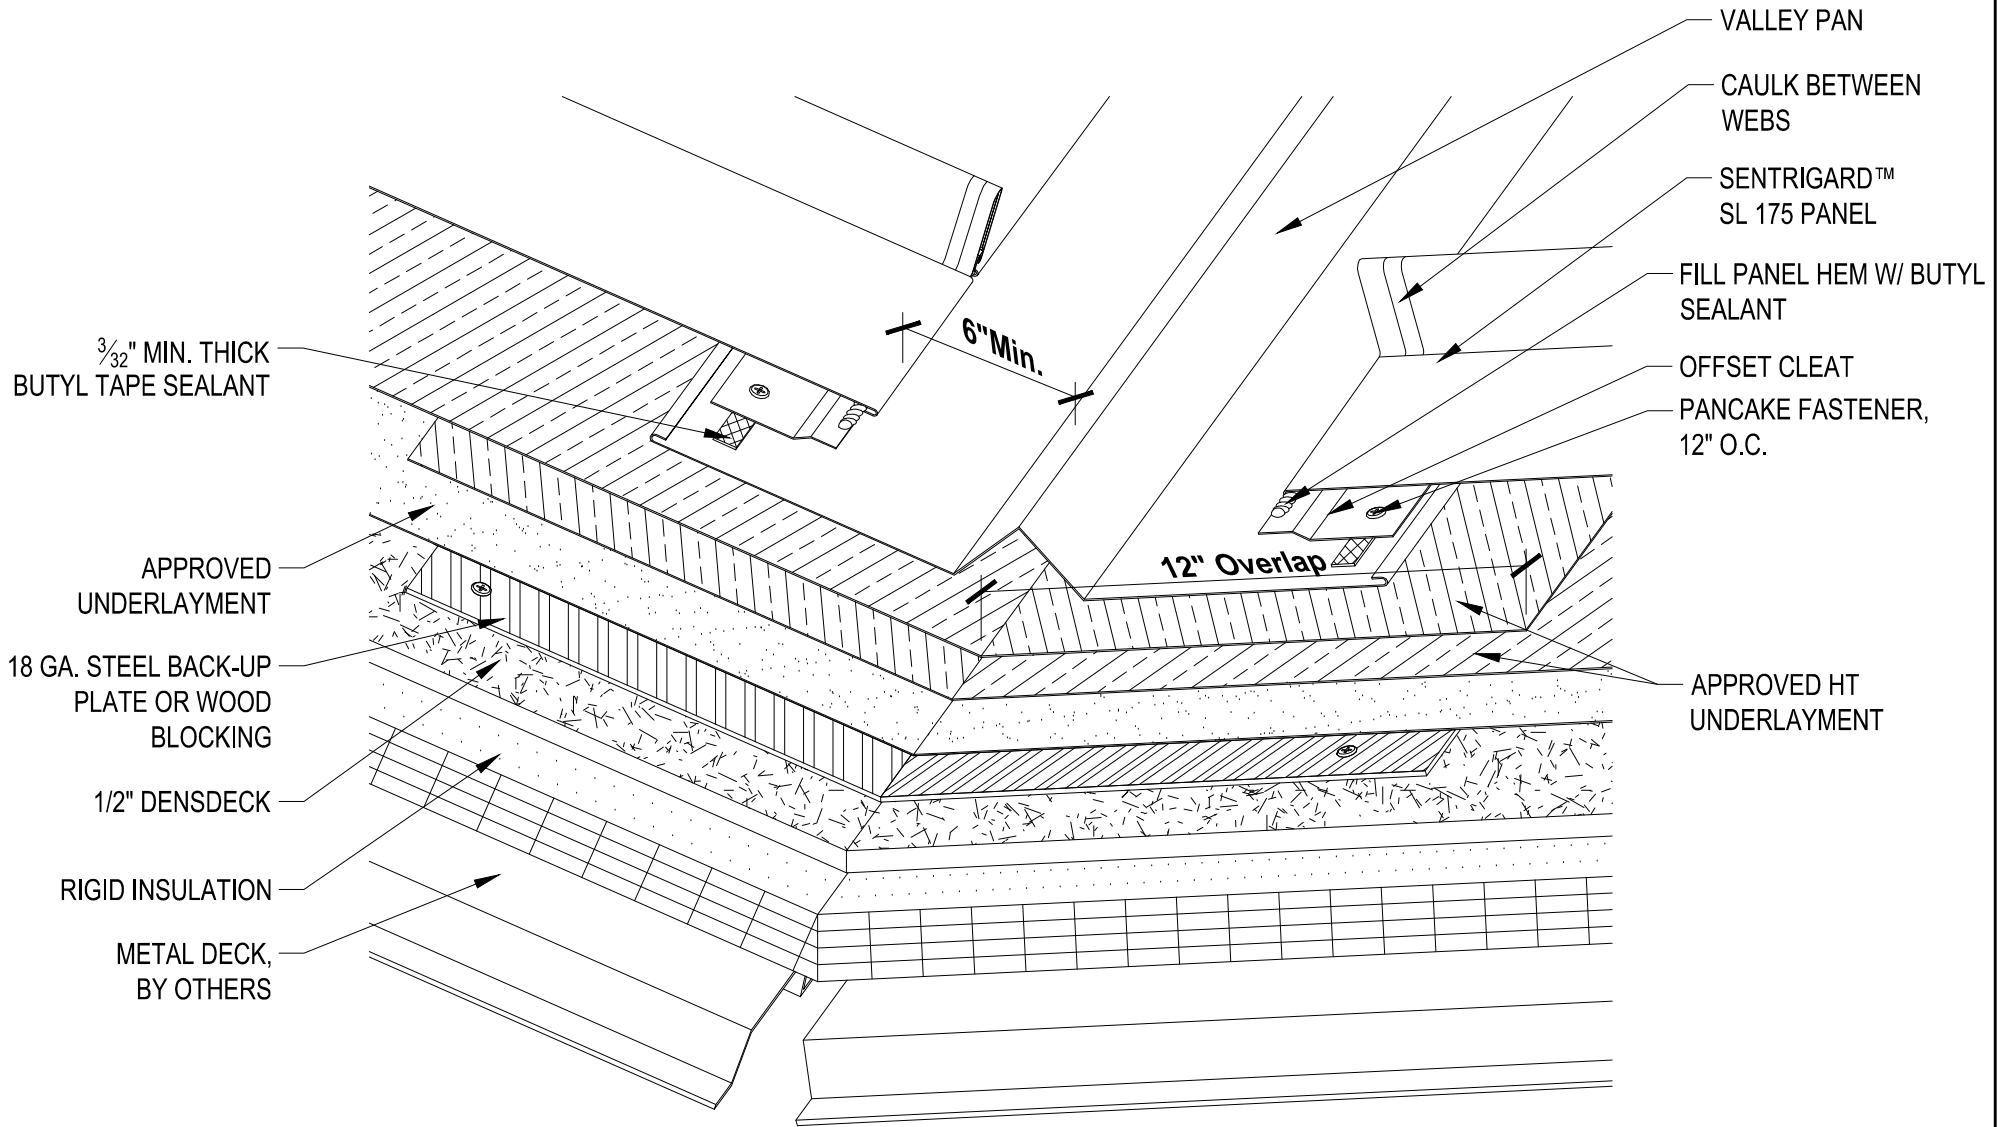 VALLEY PAN
CAULK BETWEEN
WEBS
SENTRIGARD™
SL 175 PANEL
FILL PANEL HEM W/ BUTYL
SEALANT
OFFSET CLEAT
PANCAKE FASTENER,
12" O.C.
6"Min.
12" Overlap
APPROVED HT
UNDERLAYMENT
3/32" MIN. THICK
BUTYL TAPE SEALANT
APPROVED
UNDERLAYMENT
18 GA. STEEL BACK-UP
PLATE OR WOOD
BLOCKING
1/2" DENSDECK
RIGID INSULATION
METAL DECK,
BY OTHERS